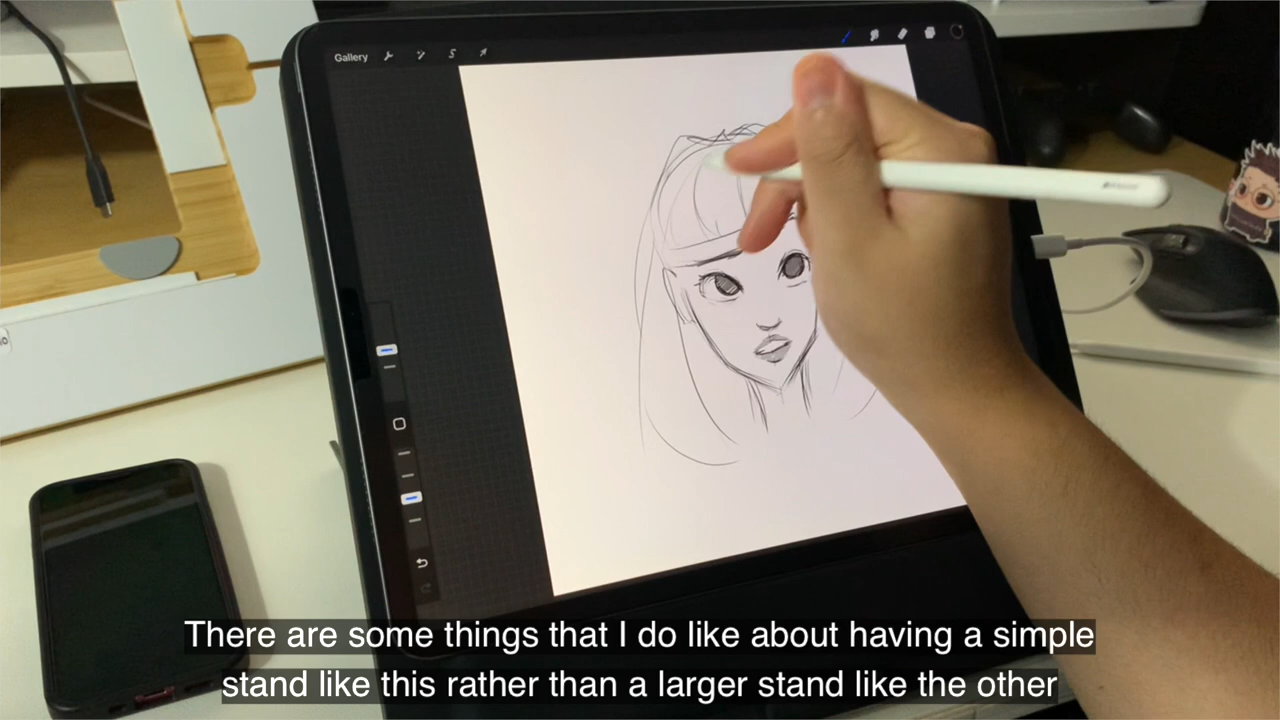 Gallery
There are some things that I do like about having a simple
stand like this rather than a larger stand like the other